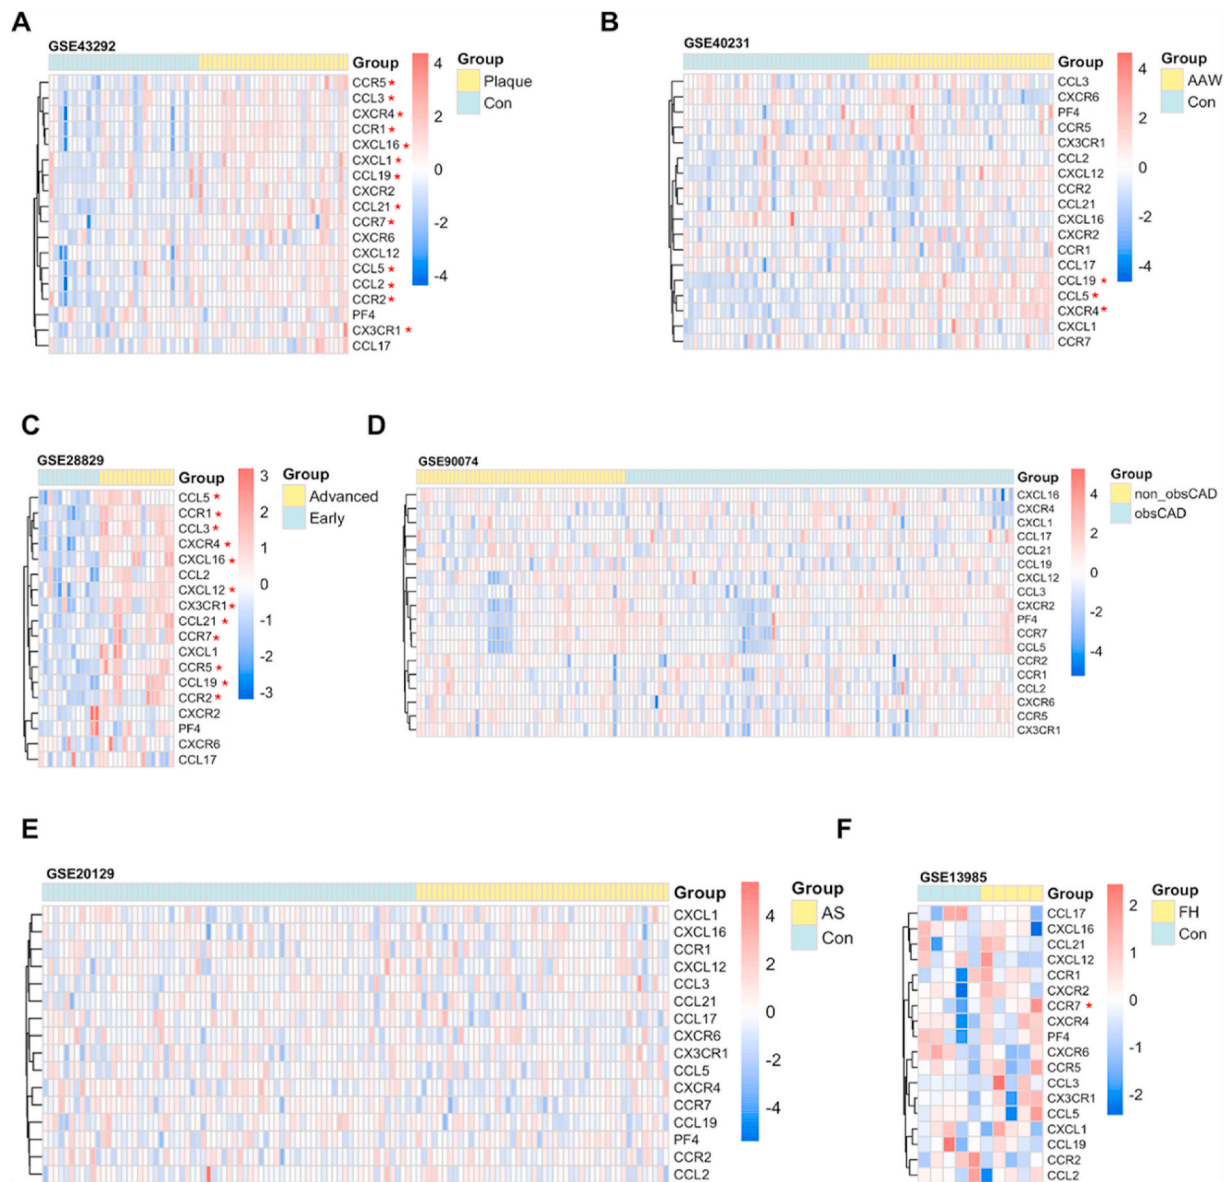 A
GSE43292
Group
CCR5 *
CCL3 *
CXCR4 *
CCR1 *
CXCL16 *
CXCL1 *
CCL19 *
CXCR2
CCL21 *
CCR7 *
CXCR6
CXCL12
CCL5 *
CCL2 *
CCR2 *
PF4
CX3CR1 *
CCL17
4
2
0
-2
-4
Group
Plaque
Con
B
GSE40231
Group
CCL3
CXCR6
PF4
CCR5
CX3CR1
CCL2
CXCL12
CCR2
CCL21
CXCL16
CXCR2
CCR1
CCL17
CCL19 *
CCL5 *
CXCR4 *
CXCL1
CCR7
4
2
0
-2
-4
Group
AAW
Con
C
GSE28829
Group
CCL5 *
CCR1 *
CCL3 *
CXCR4 *
CXCL16 *
CCL2
CXCL12 *
CX3CR1 *
CCL21 *
CCR7 *
CXCL1
CCR5 *
CCL19 *
CCR2 *
CXCR2
PF4
CXCR6
CCL17
3
2
1
0
-1
-2
-3
Group
Advanced
Early
D
GSE90074
Group
CXCL16
CXCR4
CXCL1
CCL17
CCL21
CCL19
CXCL12
CCL3
CXCR2
PF4
CCR7
CCL5
CCR2
CCR1
CCL2
CXCR6
CCR5
CX3CR1
4
2
0
-2
-4
Group
non_obsCAD
obsCAD
E
GSE20129
Group
CXCL1
CXCL16
CCR1
CXCL12
CCL3
CCL21
CCL17
CXCR6
CX3CR1
CCL5
CXCR4
CCR7
CCL19
PF4
CCR2
CCL2
4
2
0
-2
-4
Group
AS
Con
F
GSE13985
Group
CCL17
CXCL16
CCL21
CXCL12
CCR1
CXCR2
CCR7 *
CXCR4
PF4
CXCR6
CCR5
CCL3
CX3CR1
CCL5
CXCL1
CCL19
CCR2
CCL2
2
1
0
-1
-2
Group
FH
Con